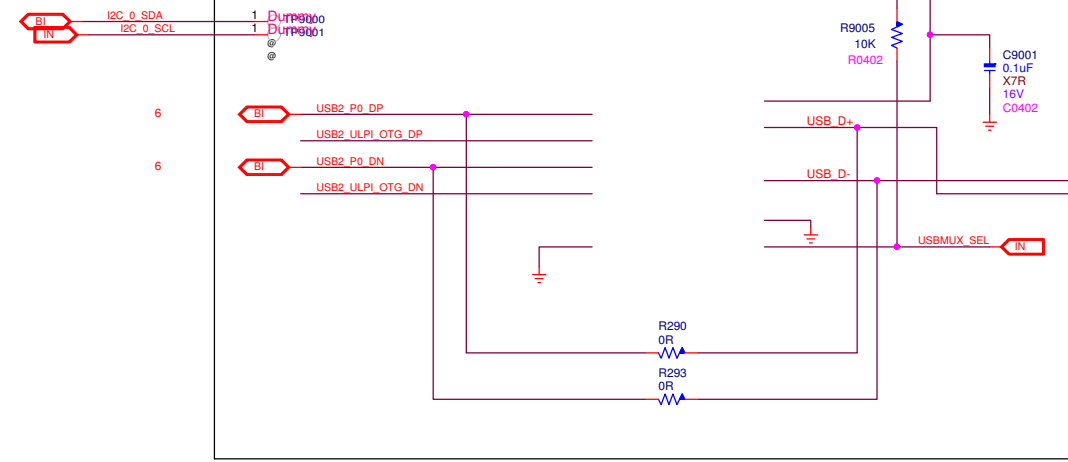 BI I2C_0_SDA 1 Dummy TP9000
IN I2C_0_SCL 1 Dummy TP9001
@
@
R9005
10K
R0402
C9001
0.1uF
X7R
16V
C0402
6 BI USB2_P0_DP
USB_D+
USB2_ULPI_OTG_DP
6 BI USB2_P0_DN
USB_D-
USB2_ULPI_OTG_DN
USBMUX_SEL IN
R290
0R
R293
0R